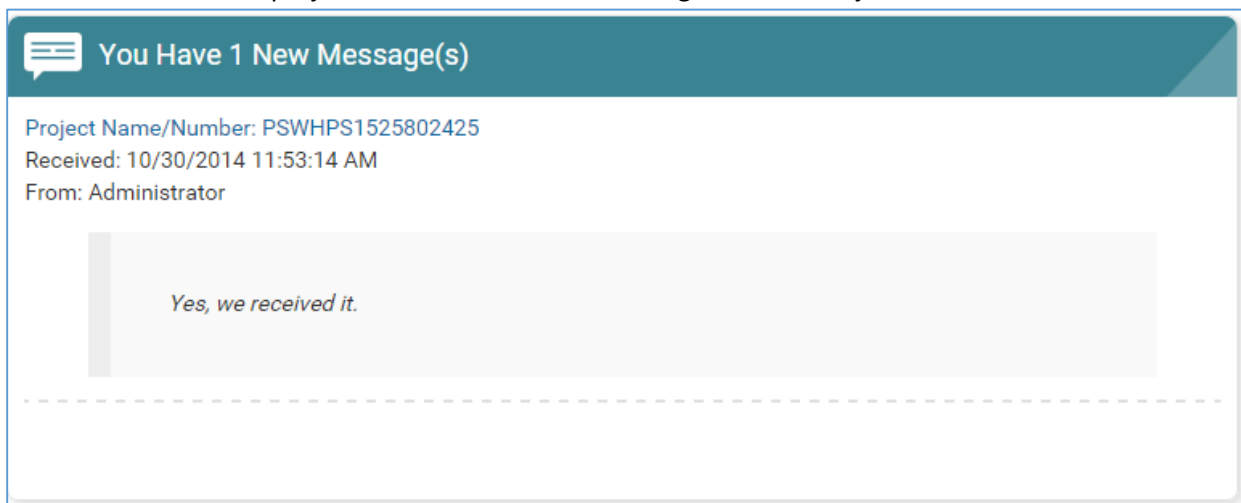 You Have 1 New Message(s)
Project Name/Number: PSWHPS1525802425
Received: 10/30/2014 11:53:14 AM
From: Administrator
Yes, we received it.